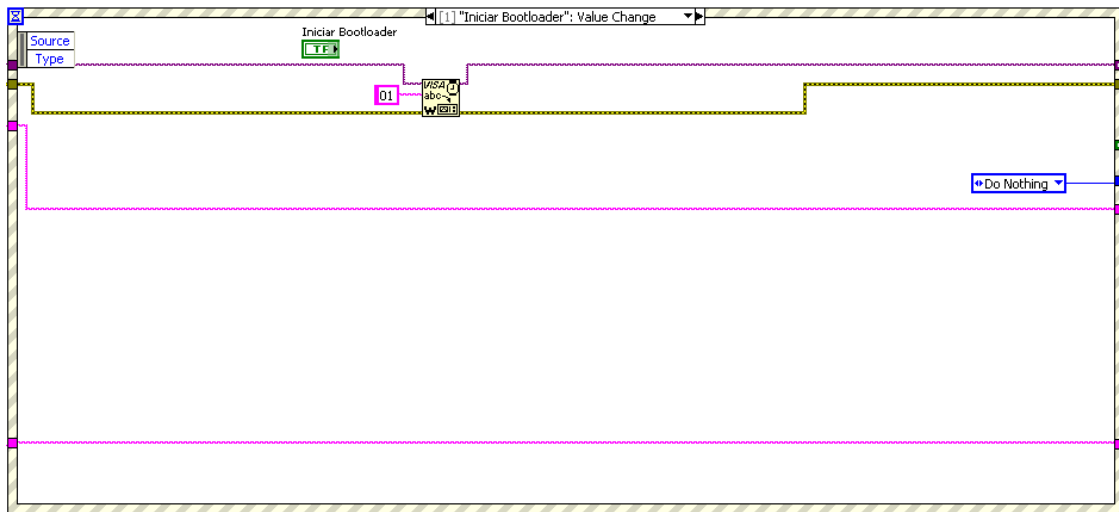 [1] "Iniciar Bootloader": Value Change
Source
Type
Iniciar Bootloader
TF
VISA
01
abc
W
Do Nothing